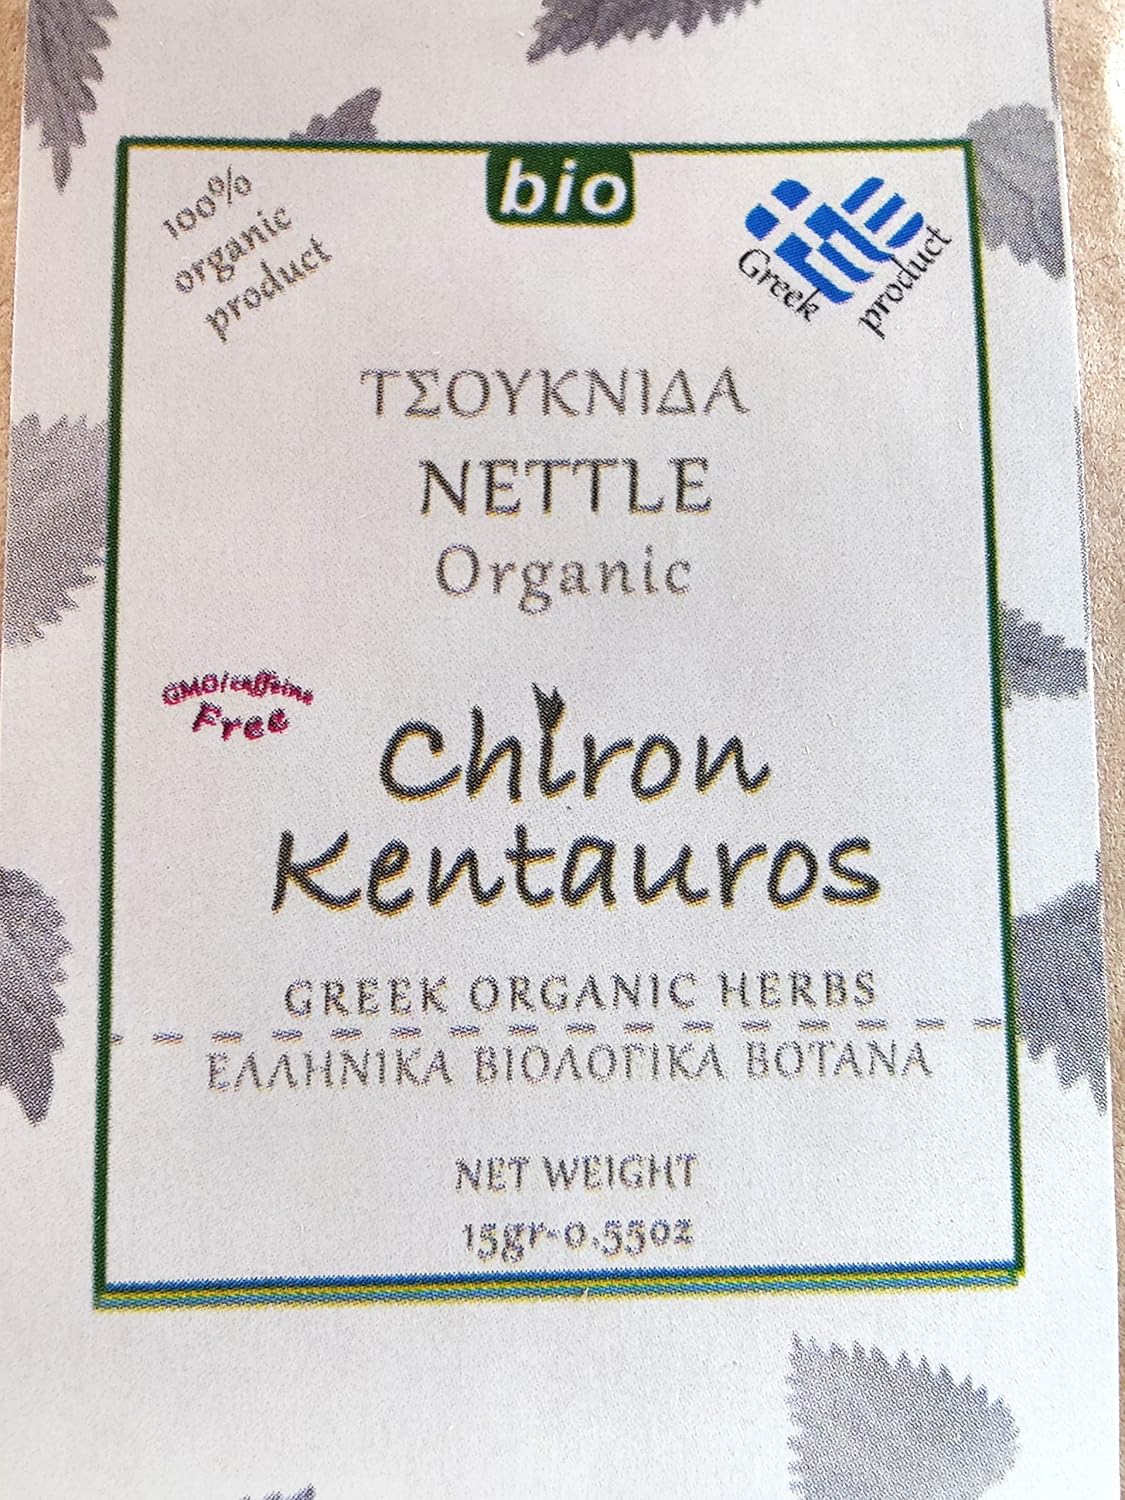 bio
100%
organic
product
Greek
product
ΤΣΟΥΚΝΙΔΑ
NETTLE
Organic
GMO/caffeine
Free
Chiron
Kentauros
GREEK ORGANIC HERBS
ΕΛΛΗΝΙΚΑ ΒΙΟΛΟΓΙΚΑ ΒΟΤΑΝΑ
NET WEIGHT
15gr-0.55oz